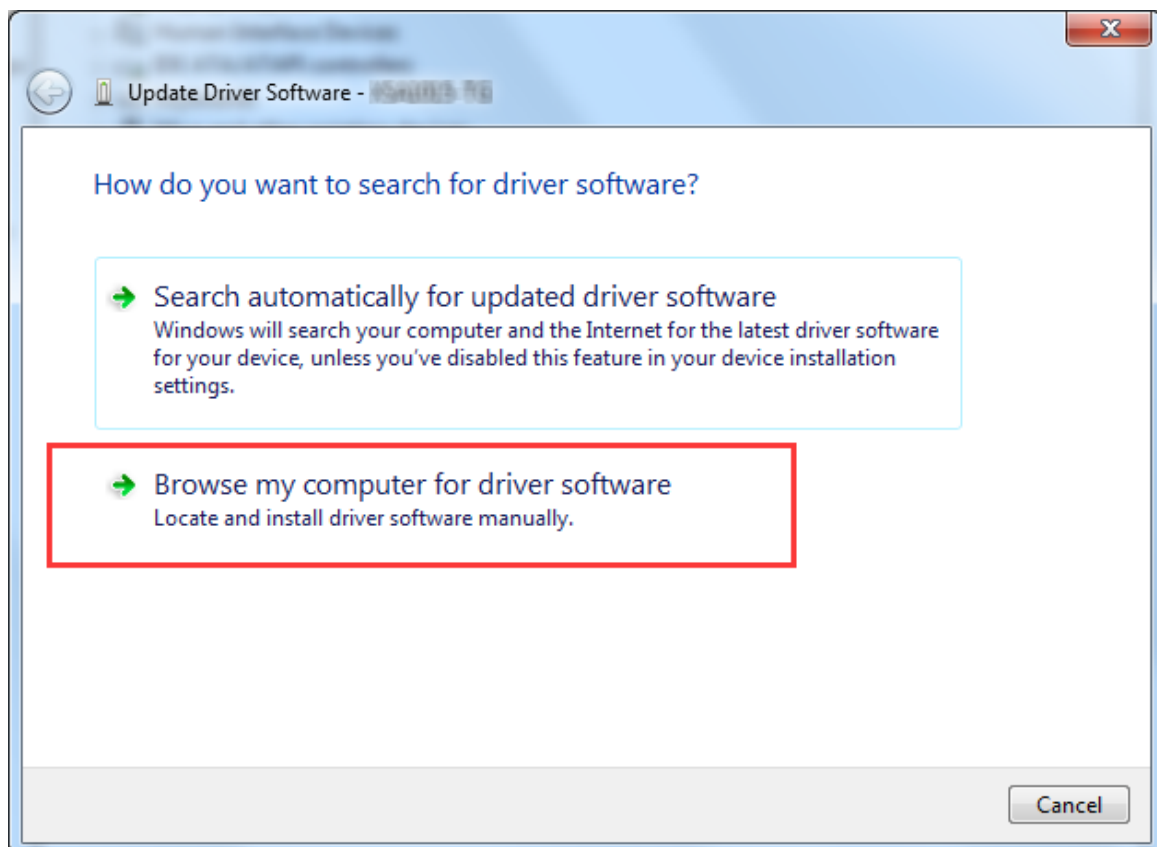 Update Driver Software -
How do you want to search for driver software?
Search automatically for updated driver software
Windows will search your computer and the Internet for the latest driver software
for your device, unless you've disabled this feature in your device installation
settings.
Browse my computer for driver software
Locate and install driver software manually.
Cancel